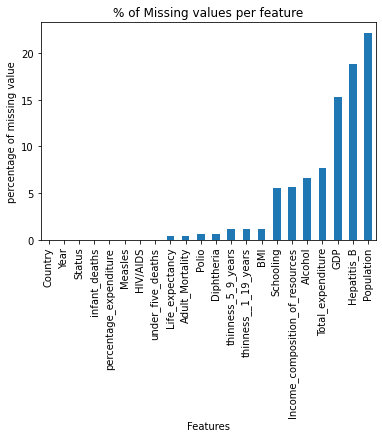 % of Missing values per feature
percentage of missing value
20
15
10
5
0
Country
Year
Status
infant_deaths
percentage_expenditure
Measles
HIV/AIDS
under_five_deaths
Life_expectancy
Adult_Mortality
Polio
Diphtheria
thinness_5_9_years
thinness__1_19_years
BMI
Schooling
Income_composition_of_resources
Alcohol
Total_expenditure
GDP
Hepatitis_B
Population
Features